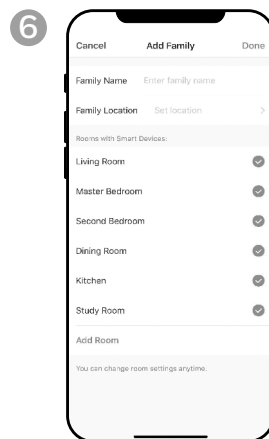 6
Cancel Add Family Done
Family Name Enter family name
Family Location Set location
Rooms with Smart Devices:
Living Room
Master Bedroom
Second Bedroom
Dining Room
Kitchen
Study Room
Add Room
You can change room settings anytime.